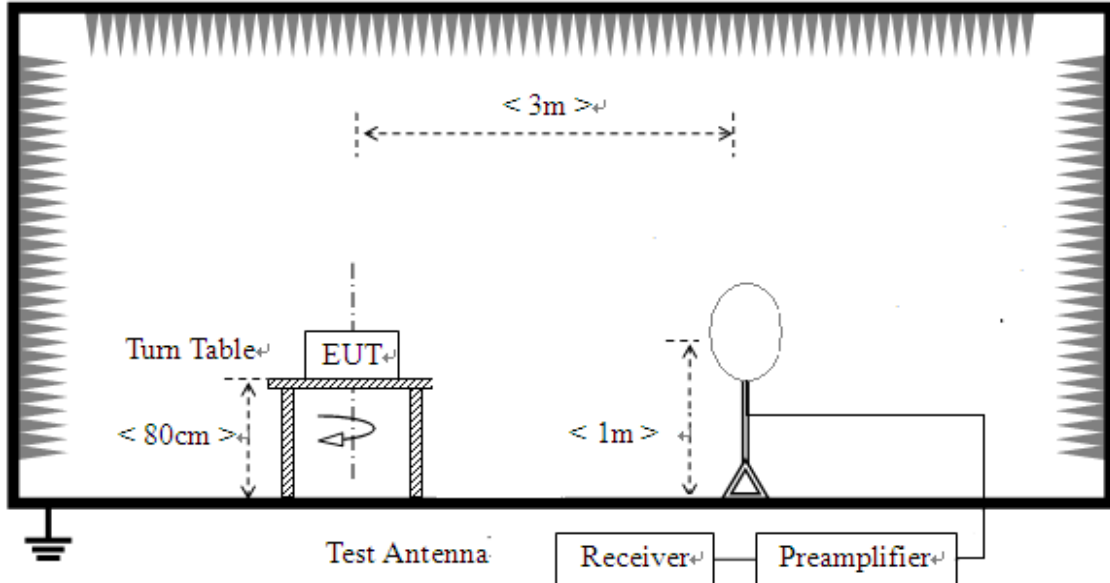 < 3m >
Turn Table
EUT
< 80cm >
< 1m >
Test Antenna
Receiver
Preamplifier